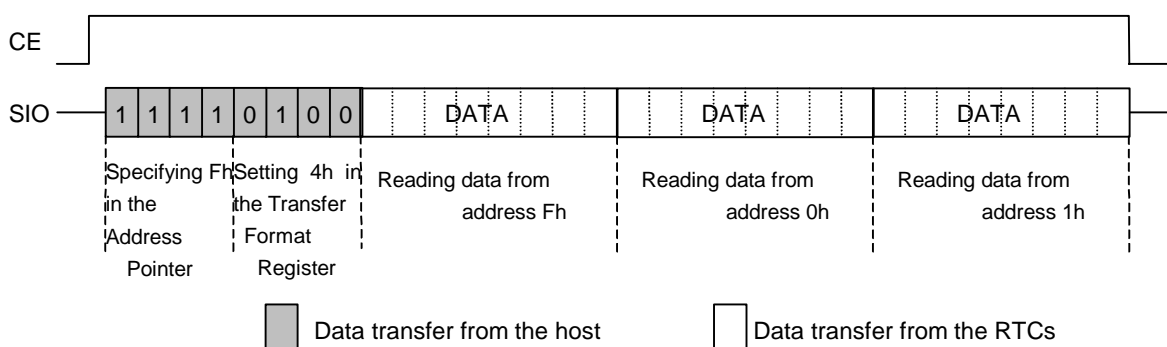 CE
SIO 1 1 1 1 0 1 0 0 DATA DATA DATA
Specifying Fh
in the
Address
Pointer
Setting 4h in
the Transfer
Format
Register
Reading data from
address Fh
Reading data from
address 0h
Reading data from
address 1h
Data transfer from the host
Data transfer from the RTCs